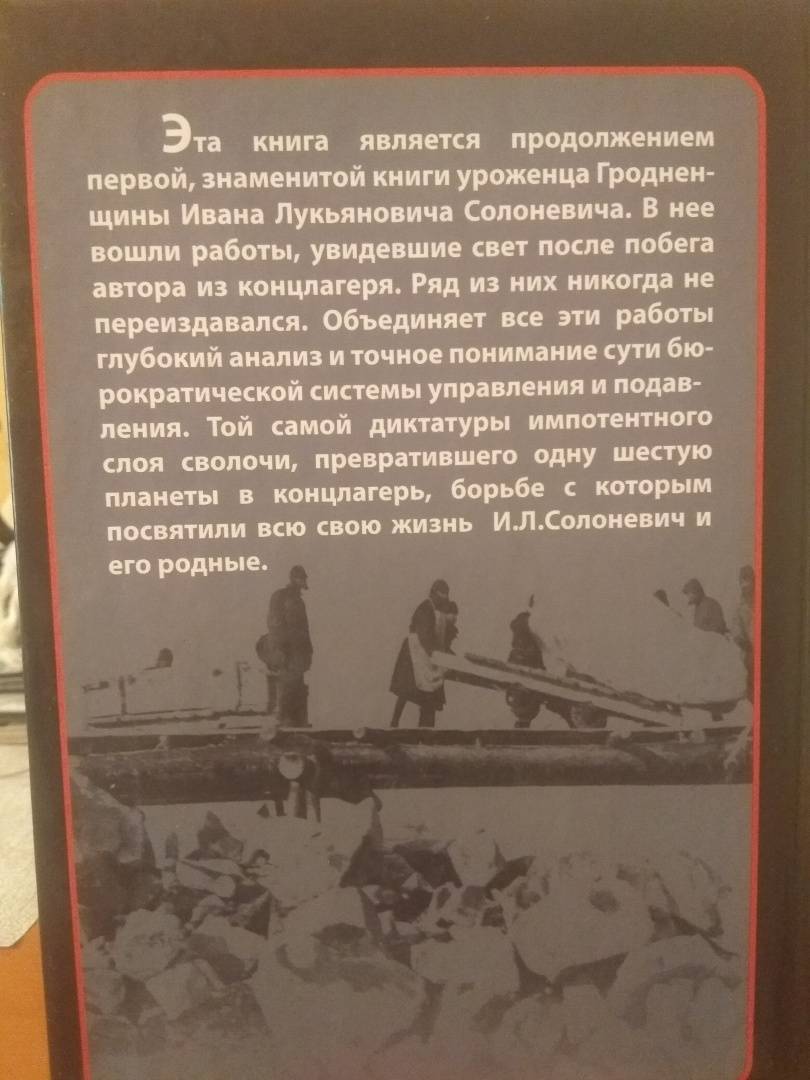 Эта книга является продолжением
первой, знаменитой книги уроженца Гроднен-
щины Ивана Лукьяновича Солоневича. В нее
вошли работы, увидевшие свет после побега
автора из концлагеря. Ряд из них никогда не
переиздавался. Объединяет все эти работы
глубокий анализ и точное понимание сути бю-
рократической системы управления и подав-
ления. Той самой диктатуры импотентного
слоя сволочи, превратившего одну шестую
планеты в концлагерь, борьбе с которым
посвятили всю свою жизнь И.Л.Солоневич и
его родные.